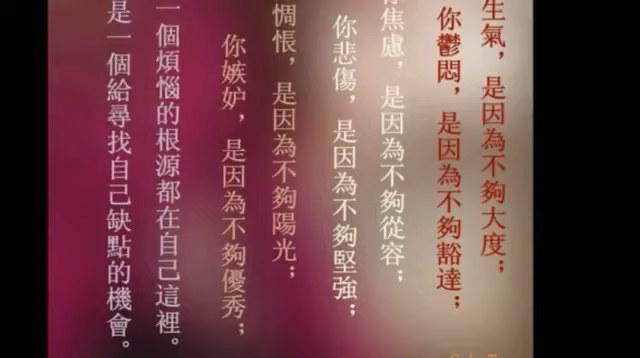 生氣，是因為不夠大度；
你鬱悶，是因為不夠豁達；
焦慮，是因為不夠從容；
你悲傷，是因為不夠堅強；
惆悵，是因為不夠陽光；
你嫉妒，是因為不夠優秀；
一個煩惱的根源都在自己這裡。
是一個給尋找自己缺點的機會。